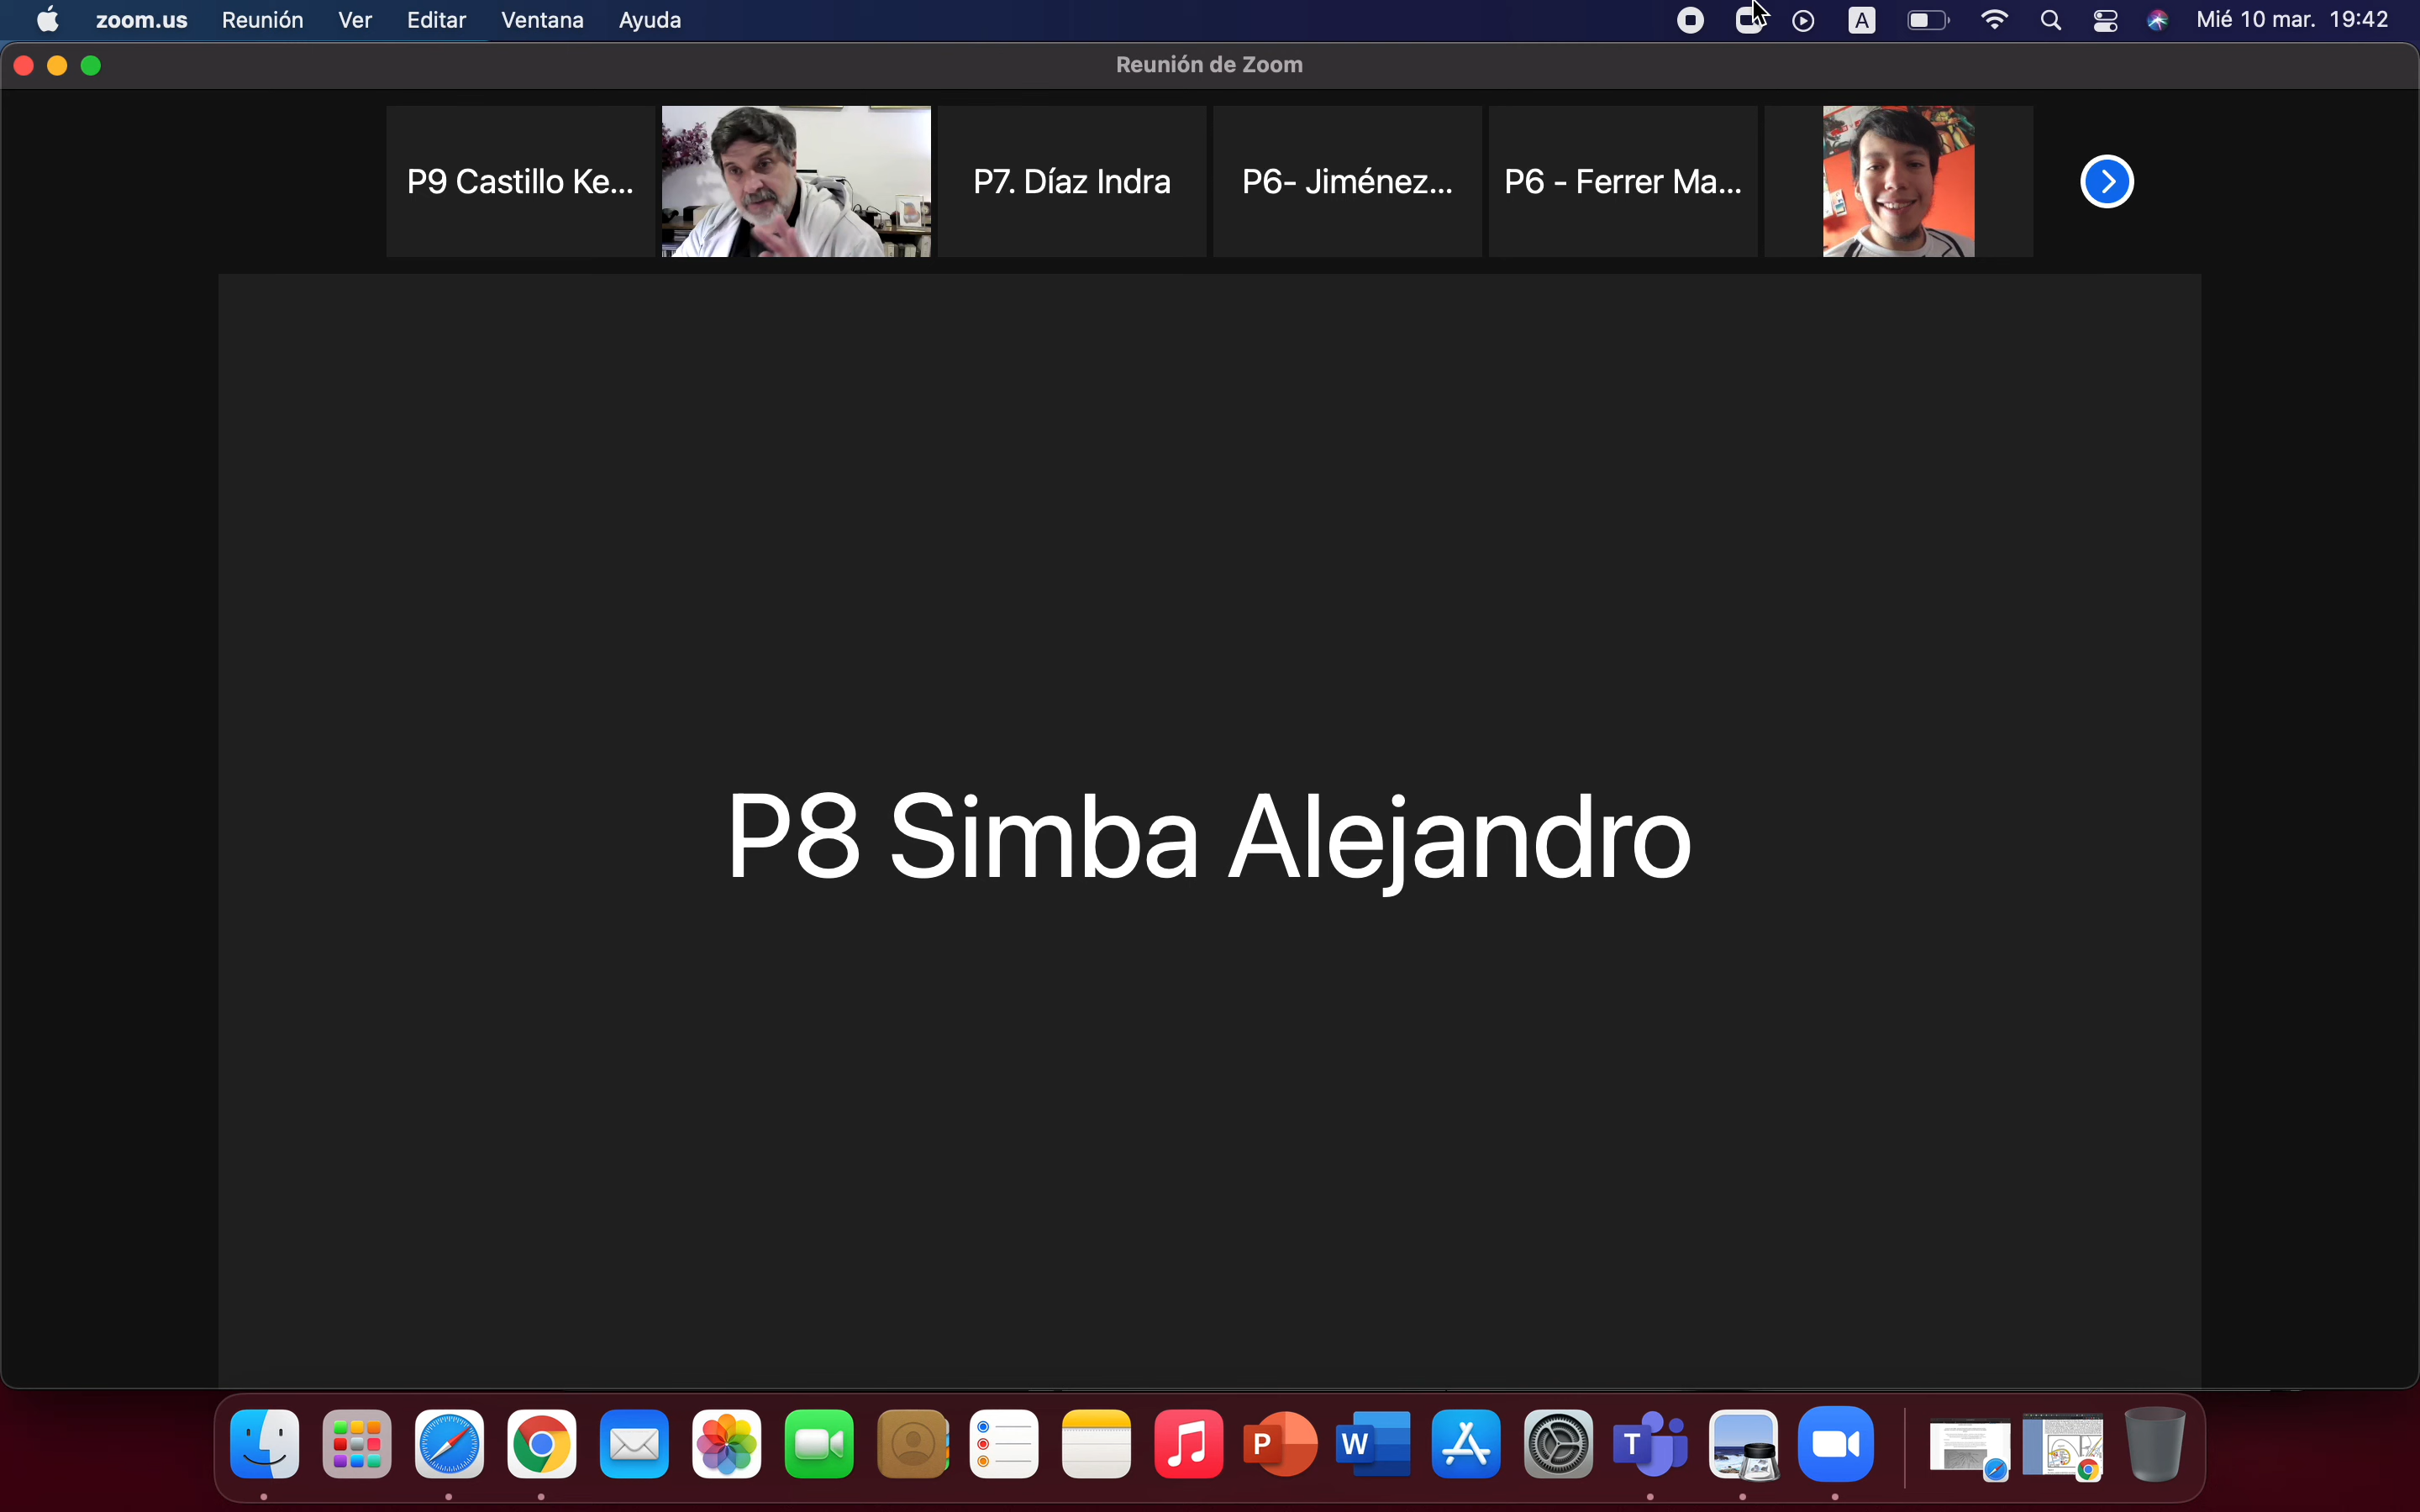 zoom.us Reunión Ver Editar Ventana Ayuda A Mié 10 mar. 19:42
Reunión de Zoom
P9 Castillo Ke... P7. Díaz Indra P6- Jiménez... P6 - Ferrer Ma...
P8 Simba Alejandro
P W T